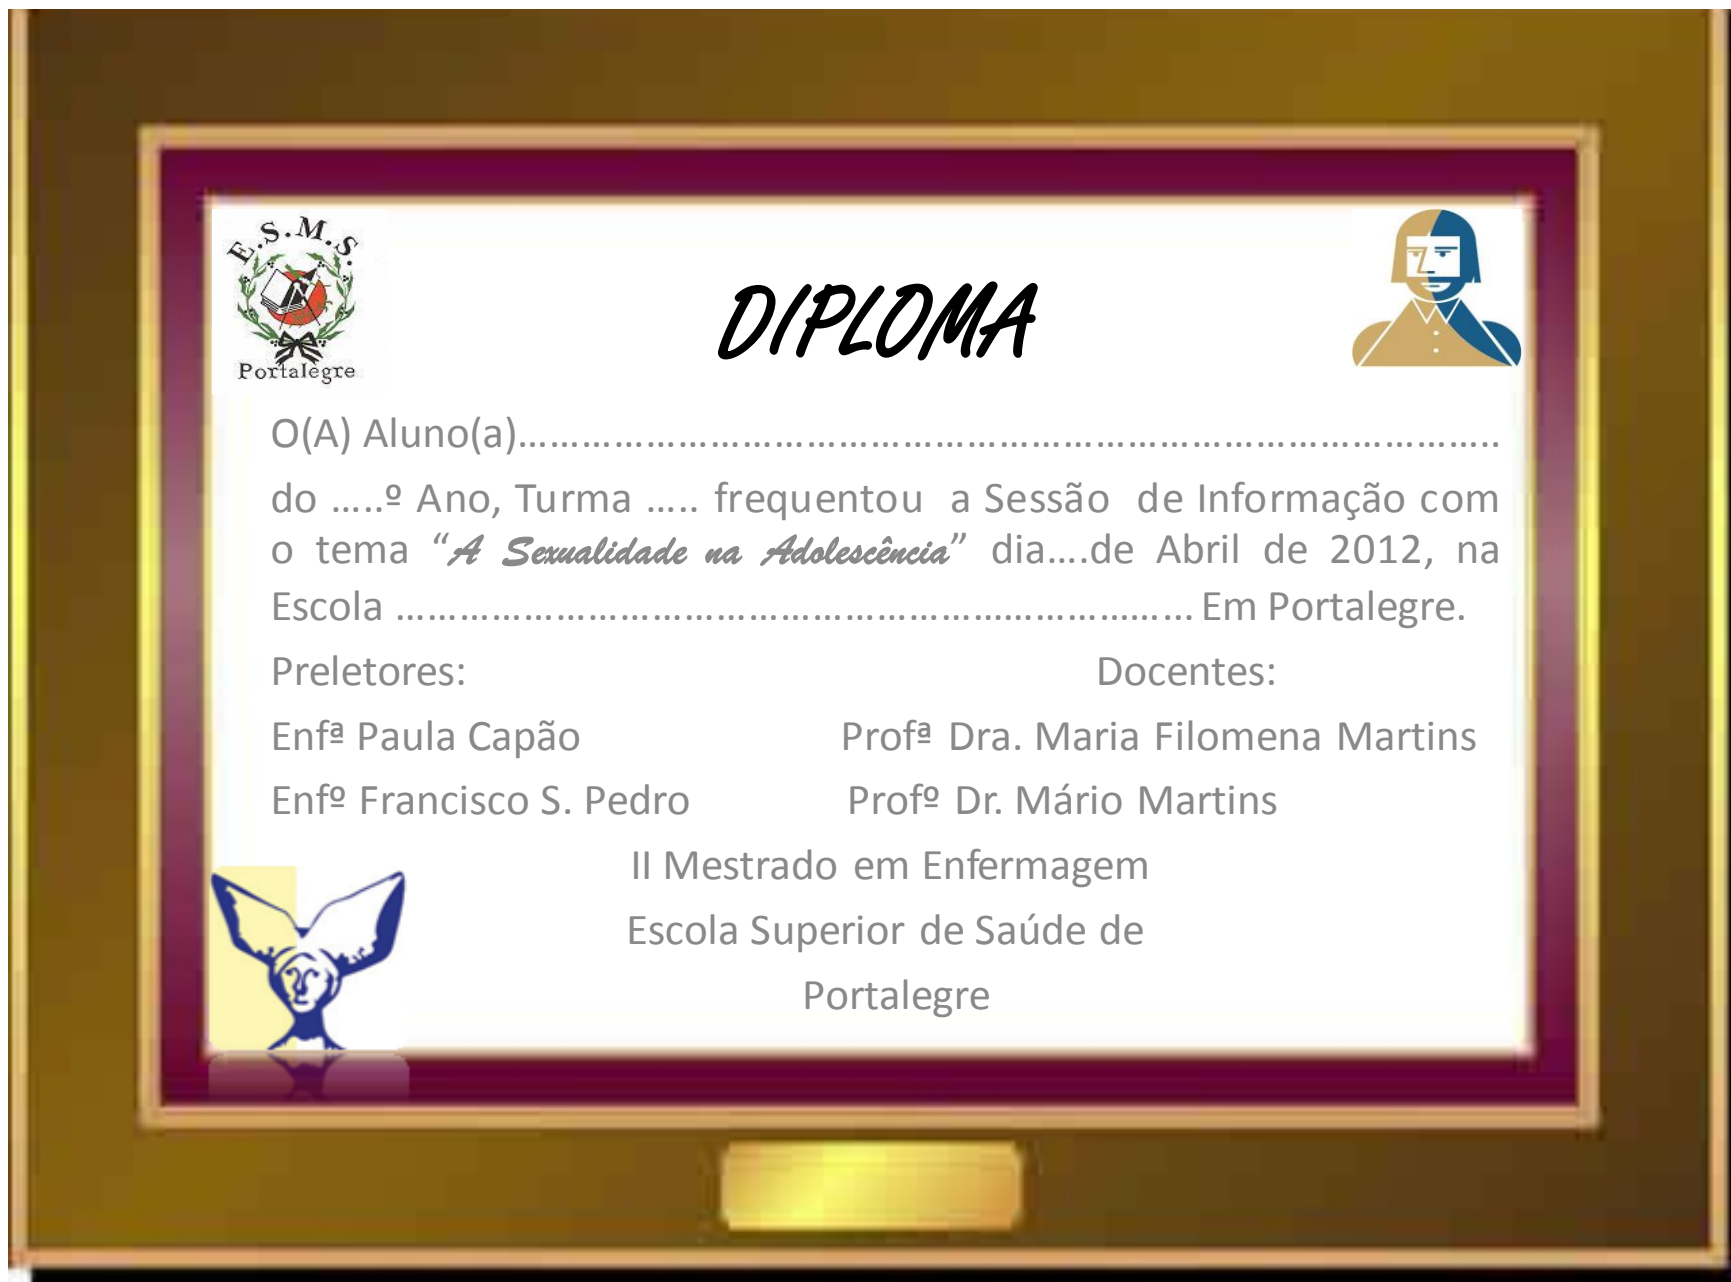 E.S.M.S.
Portalegre
DIPLOMA
O(A) Aluno(a)………………………………………………………………………………..
do …..º Ano, Turma ….. frequentou a Sessão de Informação com
o tema “A Sexualidade na Adolescência” dia….de Abril de 2012, na
Escola ………………………………………………………………… Em Portalegre.
Preletores: Docentes:
Enfª Paula Capão Profª Dra. Maria Filomena Martins
Enfº Francisco S. Pedro Profº Dr. Mário Martins
II Mestrado em Enfermagem
Escola Superior de Saúde de
Portalegre